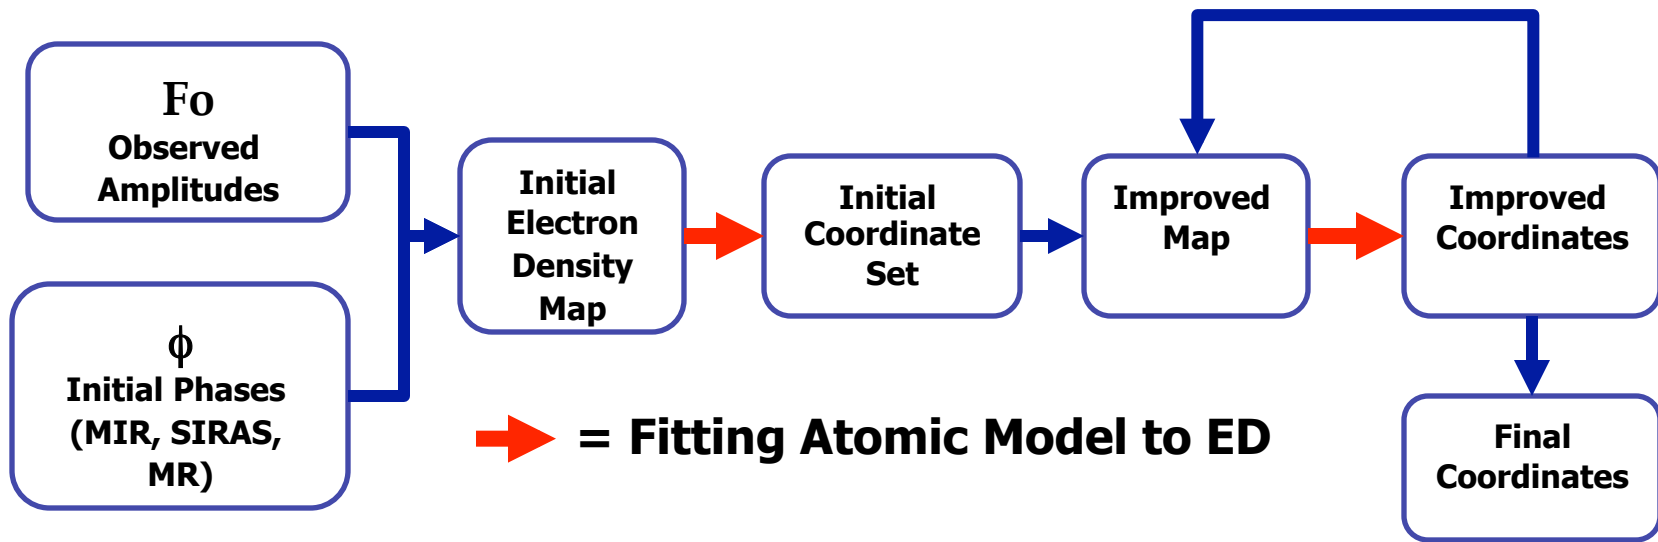 Fo
Observed
Amplitudes
ϕ
Initial Phases
(MIR, SIRAS,
MR)
Initial
Electron
Density
Map
Initial
Coordinate
Set
Improved
Map
Improved
Coordinates
Final
Coordinates
= Fitting Atomic Model to ED